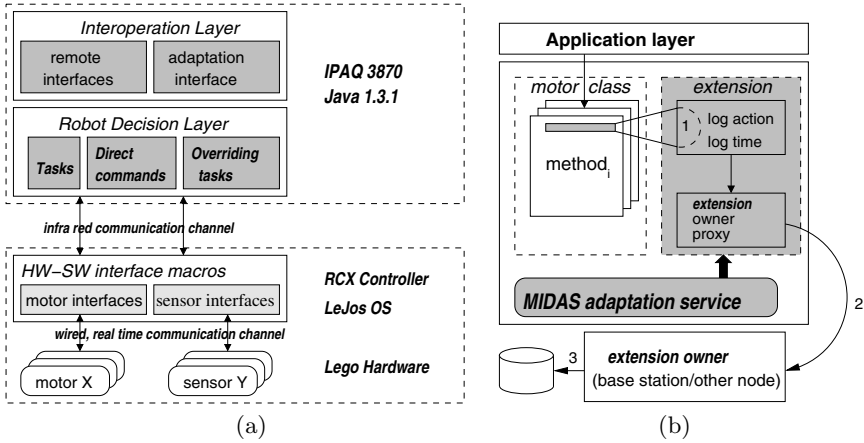 Interoperation Layer
remote
interfaces
adaptation
interface
IPAQ 3870
Java 1.3.1
Robot Decision Layer
Tasks
Direct
commands
Overriding
tasks
infra red communication channel
HW-SW interface macros
motor interfaces
sensor interfaces
RCX Controller
LeJos OS
wired, real time communication channel
motor X
sensor Y
Lego Hardware
(a)
Application layer
motor class
extension
method_i
1
log action
log time
extension
owner
proxy
MIDAS adaptation service
2
3
extension owner
(base station/other node)
(b)